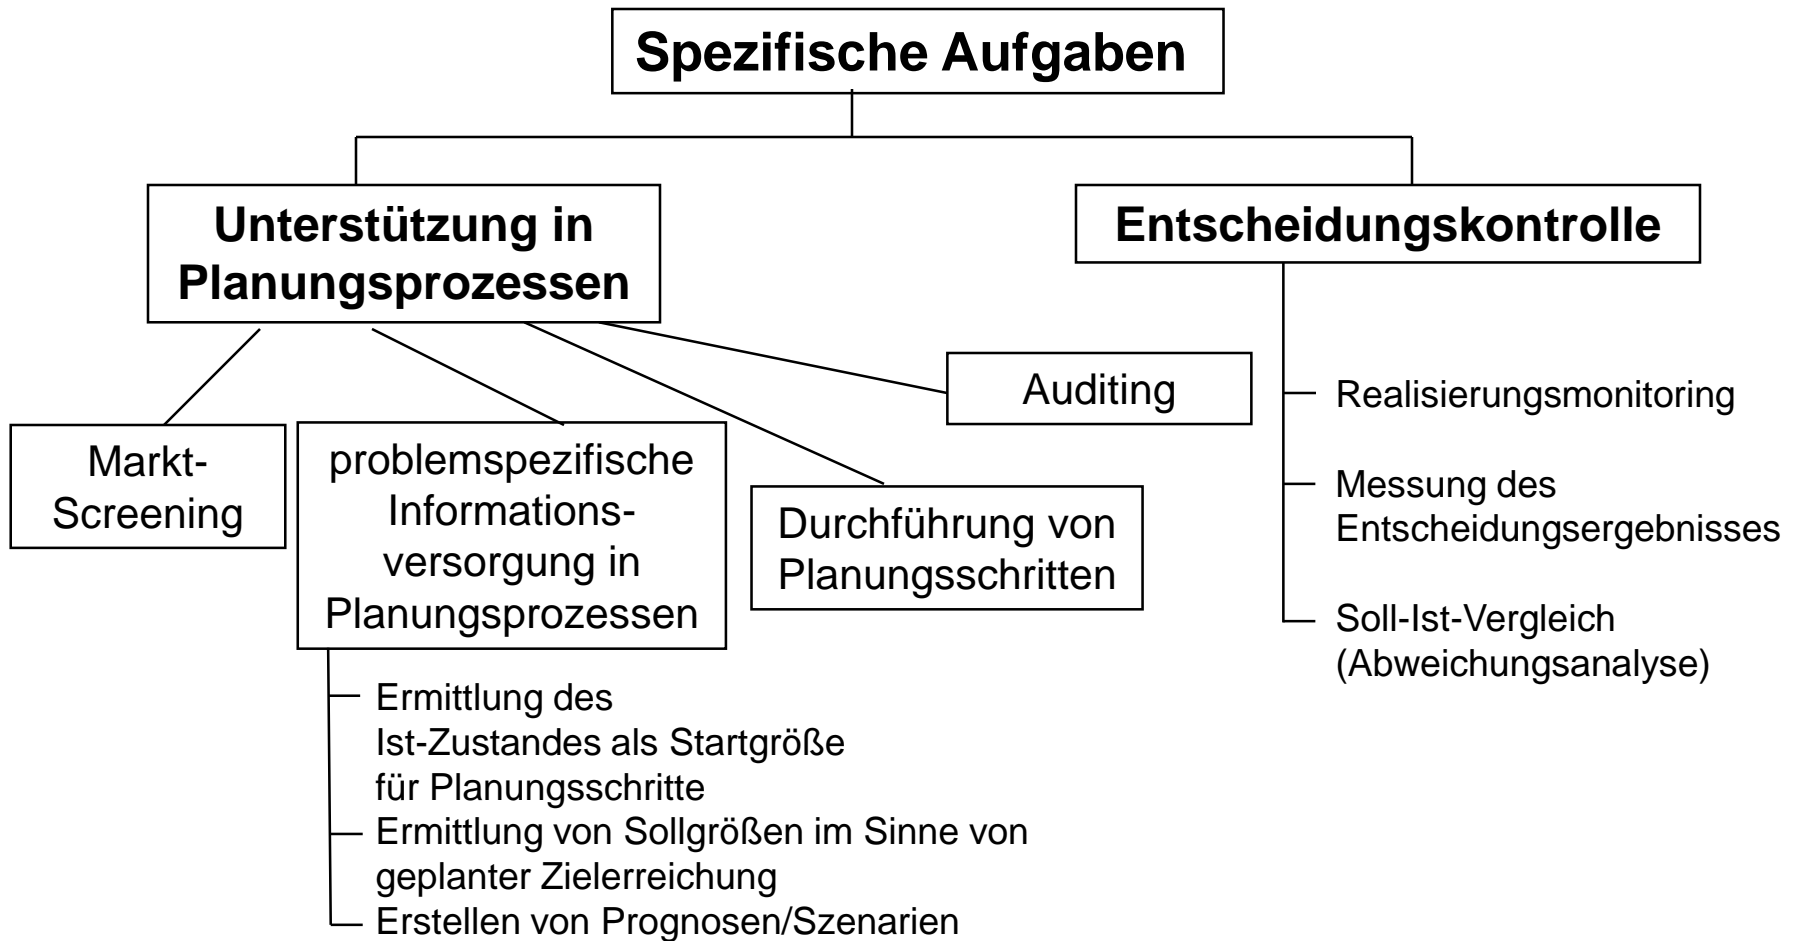 Spezifische Aufgaben
Unterstützung in
Planungsprozessen
Entscheidungskontrolle
Markt-
Screening
problemspezifische
Informations-
versorgung in
Planungsprozessen
Durchführung von
Planungsschritten
Auditing
Ermittlung des
Ist-Zustandes als Startgröße
für Planungsschritte
Ermittlung von Sollgrößen im Sinne von
geplanter Zielerreichung
Erstellen von Prognosen/Szenarien
Realisierungsmonitoring
Messung des
Entscheidungsergebnisses
Soll-Ist-Vergleich
(Abweichungsanalyse)